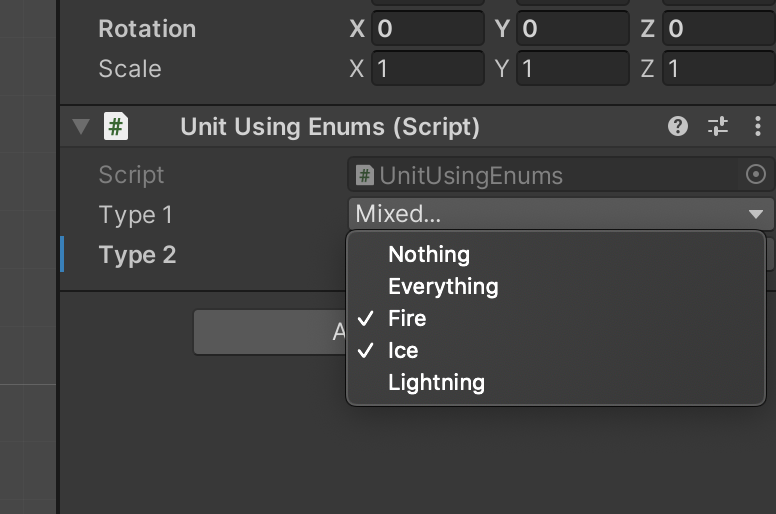 Rotation X 0 Y 0 Z 0
Scale X 1 Y 1 Z 1
# Unit Using Enums (Script) ?
Script # UnitUsingEnums
Type 1 Mixed...
Type 2
Nothing
Everything
Fire
Ice
A
Lightning